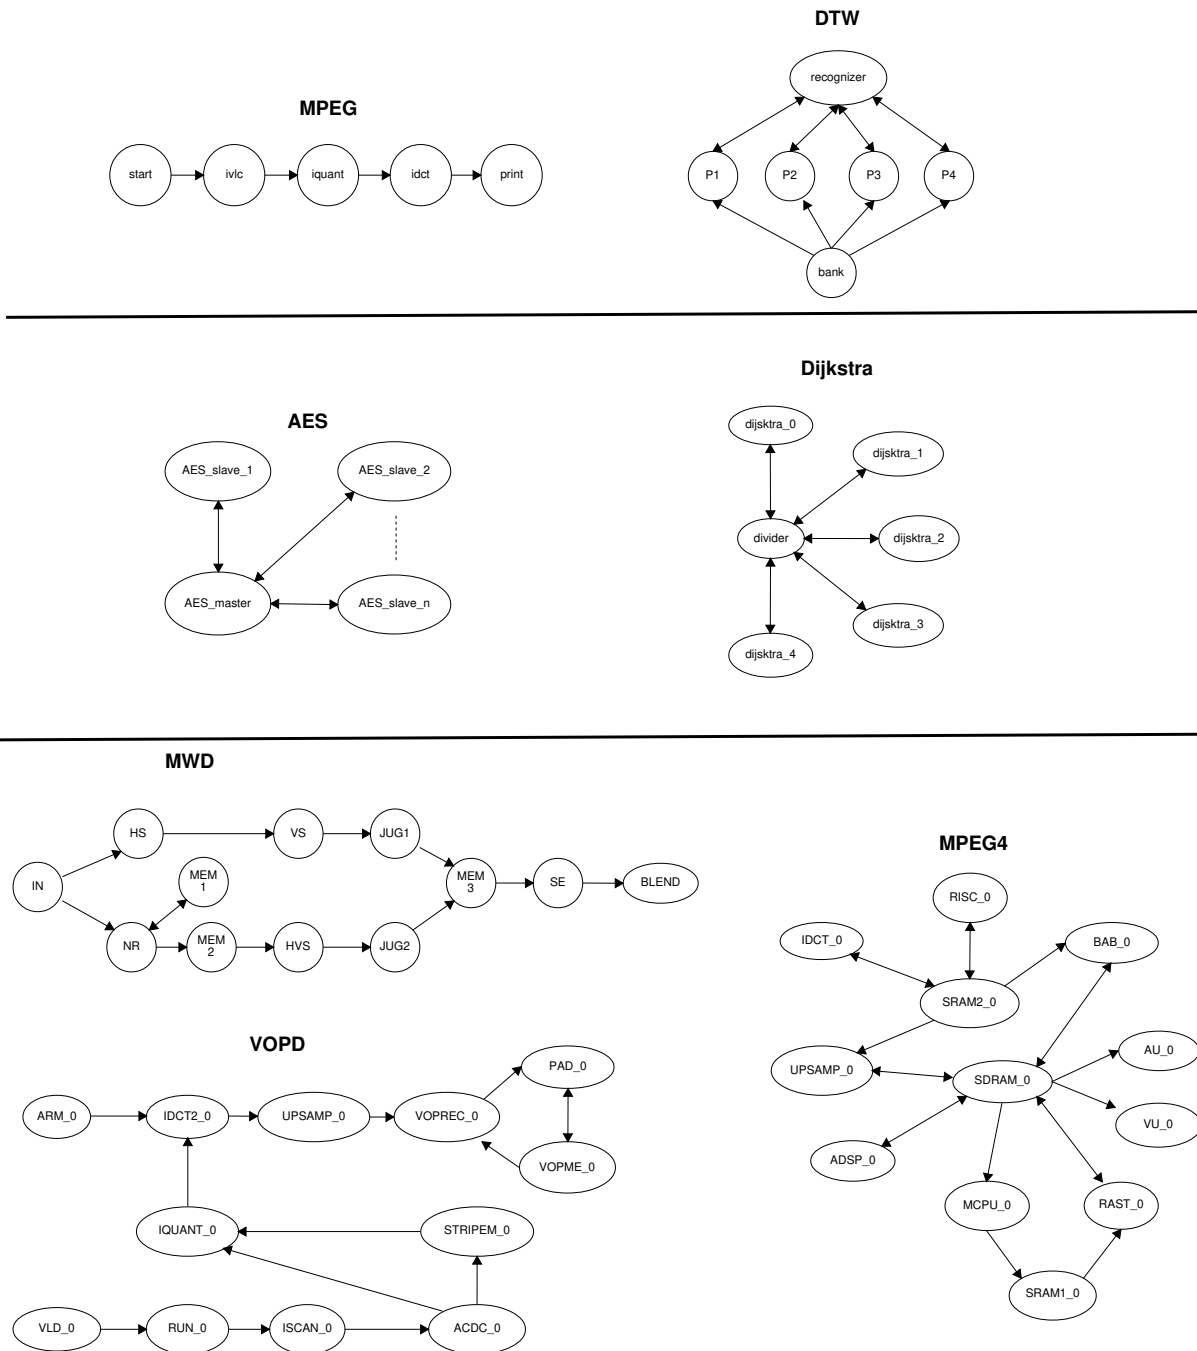 DTW
recognizer
MPEG
start ivlc iquant idct print
P1 P2 P3 P4
bank
Dijkstra
AES
dijsktra_0
dijsktra_1
AES_slave_1 AES_slave_2
divider
dijsktra_2
AES_master AES_slave_n
dijsktra_3
dijsktra_4
MWD
HS VS JUG1
IN
MEM
1
MEM
3
SE BLEND
NR
MEM
2
HVS JUG2
MPEG4
RISC_0
IDCT_0 BAB_0
SRAM2_0
UPSAMP_0 SDRAM_0 AU_0
VU_0
ADSP_0
MCPU_0 RAST_0
SRAM1_0
VOPD
PAD_0
ARM_0 IDCT2_0 UPSAMP_0 VOPREC_0
VOPME_0
IQUANT_0 STRIPEM_0
VLD_0 RUN_0 ISCAN_0 ACDC_0